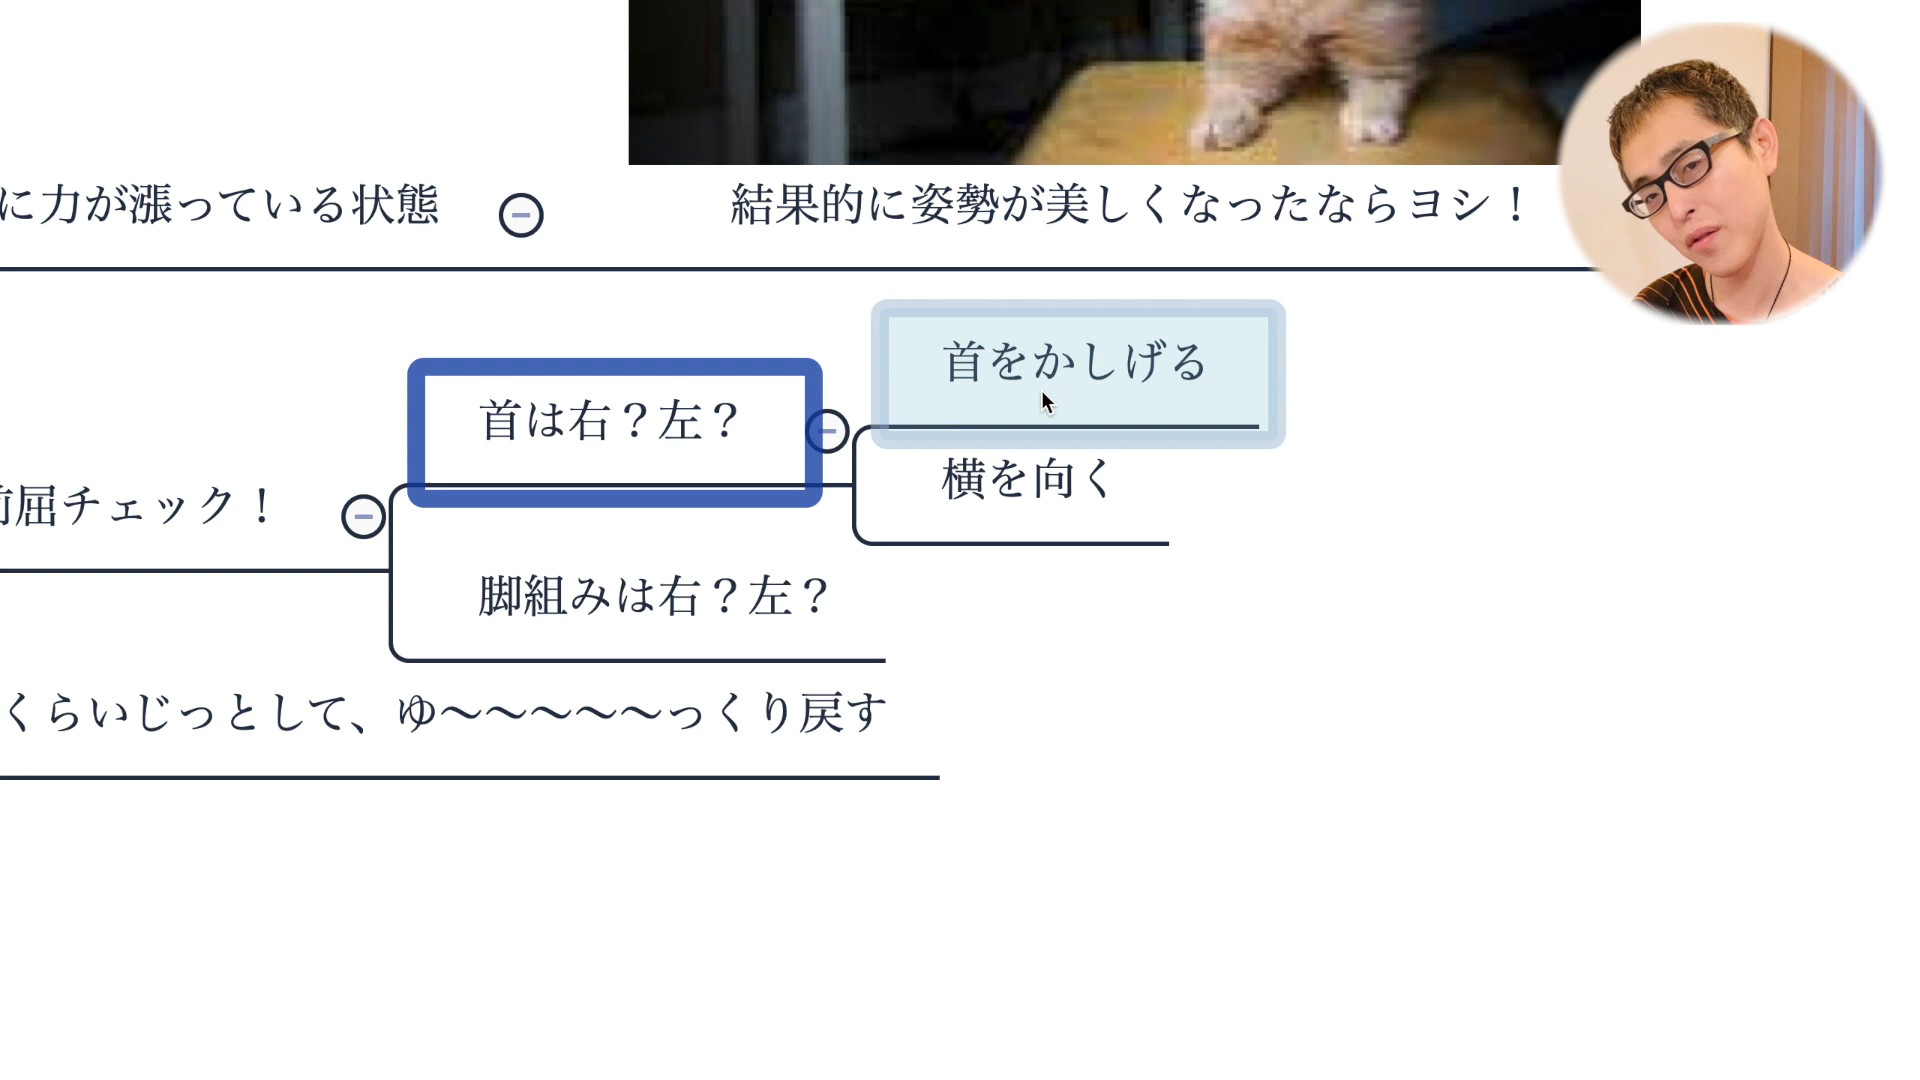 に力が漲っている状態
結果的に姿勢が美しくなったならヨシ！
首をかしげる
首は右？左？
横を向く
前屈チェック！
脚組みは右？左？
くらいじっとして、ゆ〜〜〜〜〜っくり戻す